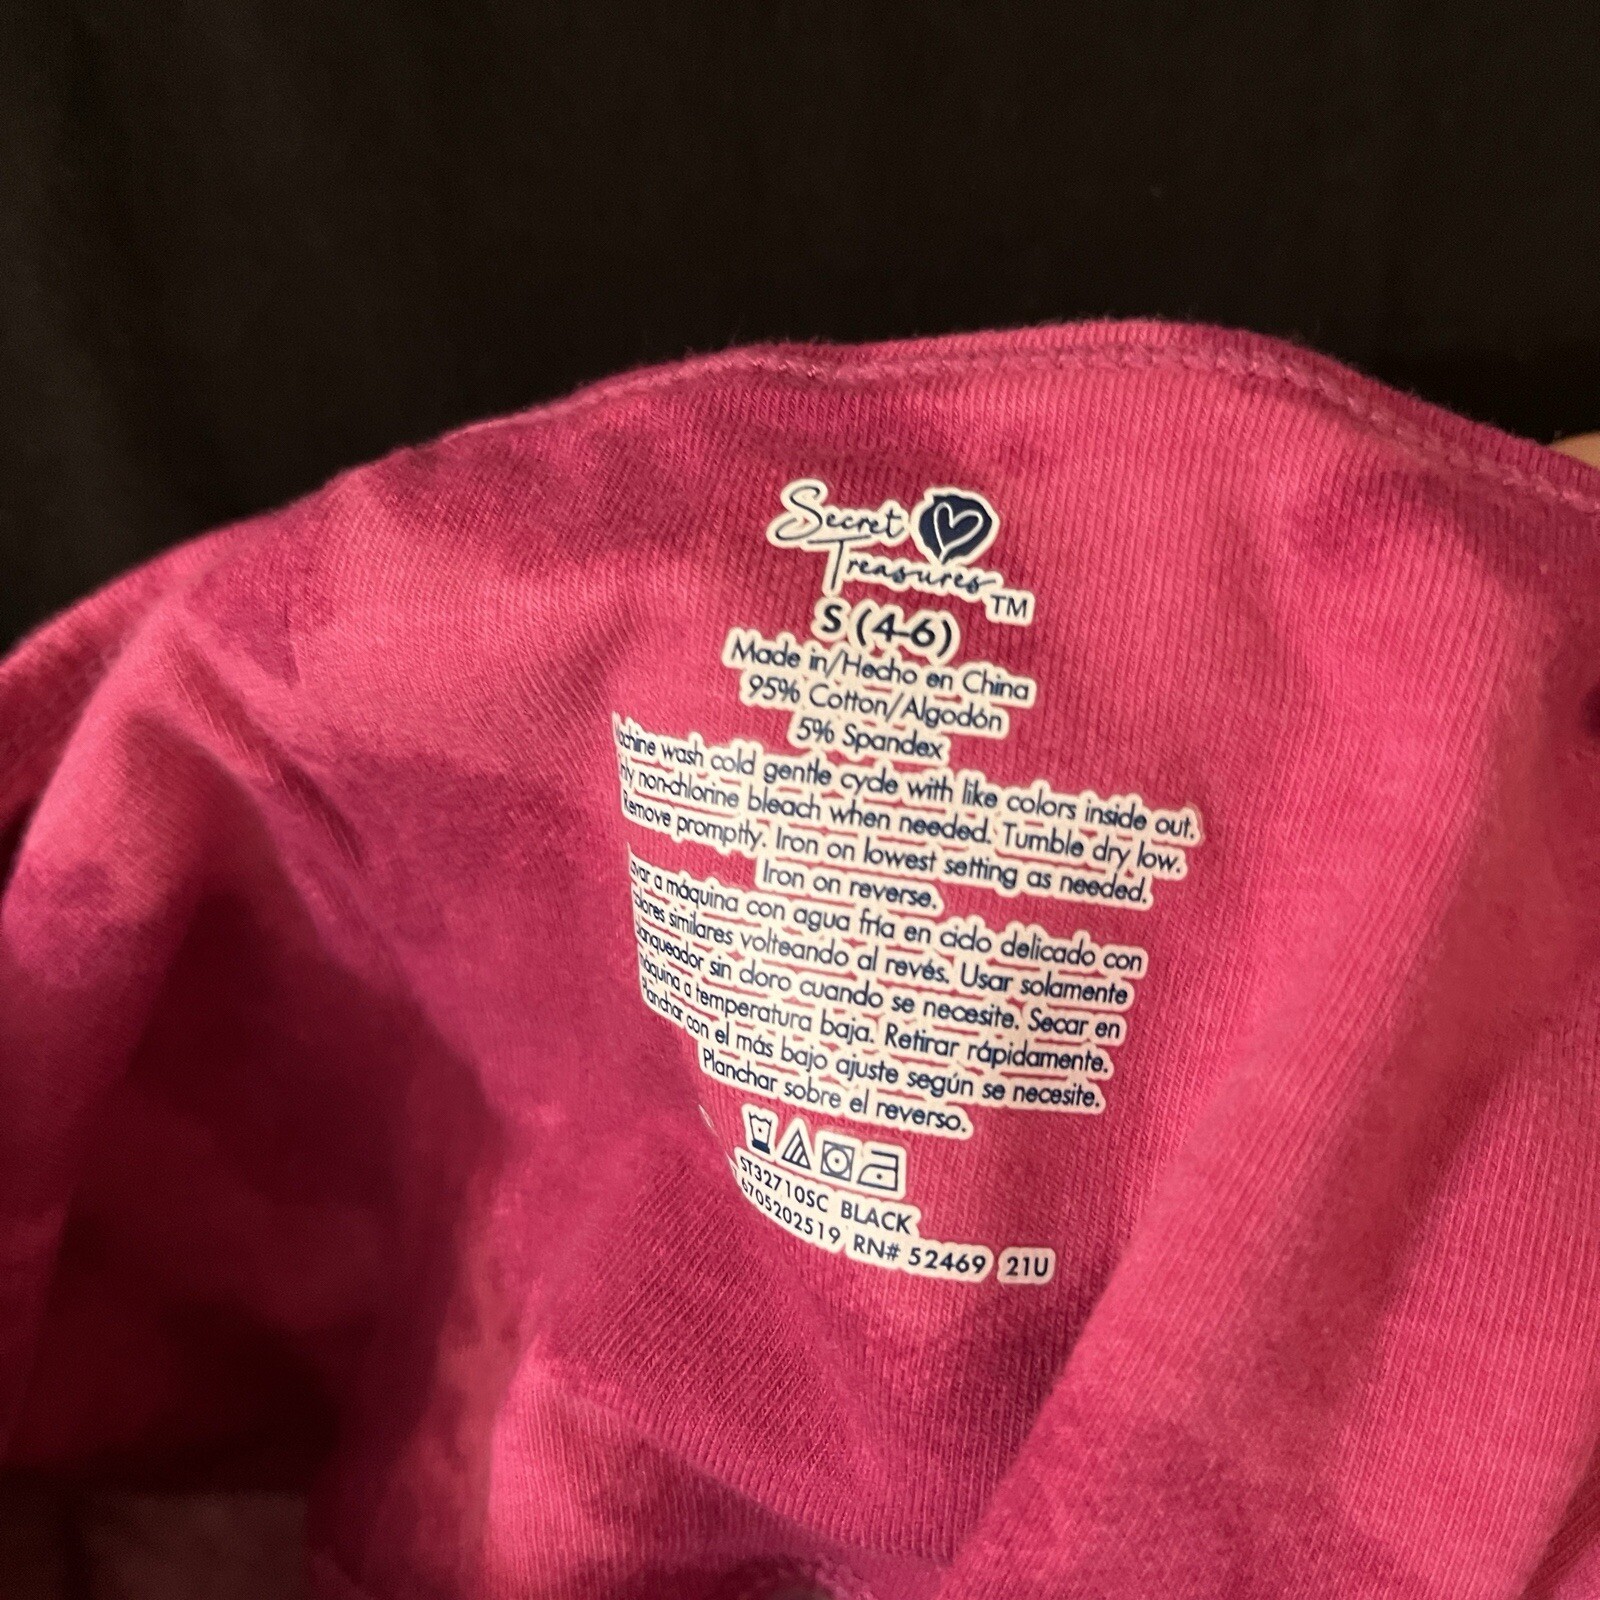 Secret
Treasures™
S (4-6)
Made in/Hecho en China
95% Cotton/Algodón
5% Spandex
Machine wash cold gentle cycle with like colors inside out.
Only non-chlorine bleach when needed. Tumble dry low.
Remove promptly. Iron on lowest setting as needed.
Iron on reverse.
Lavar a máquina con agua fría en ciclo delicado con
colores similares volteando al revés. Usar solamente
blanqueador sin cloro cuando se necesite. Secar en
máquina a temperatura baja. Retirar rápidamente.
Planchar con el más bajo ajuste según se necesite.
Planchar sobre el reverso.
ST32710SC BLACK
6705202519 RN# 52469 21U